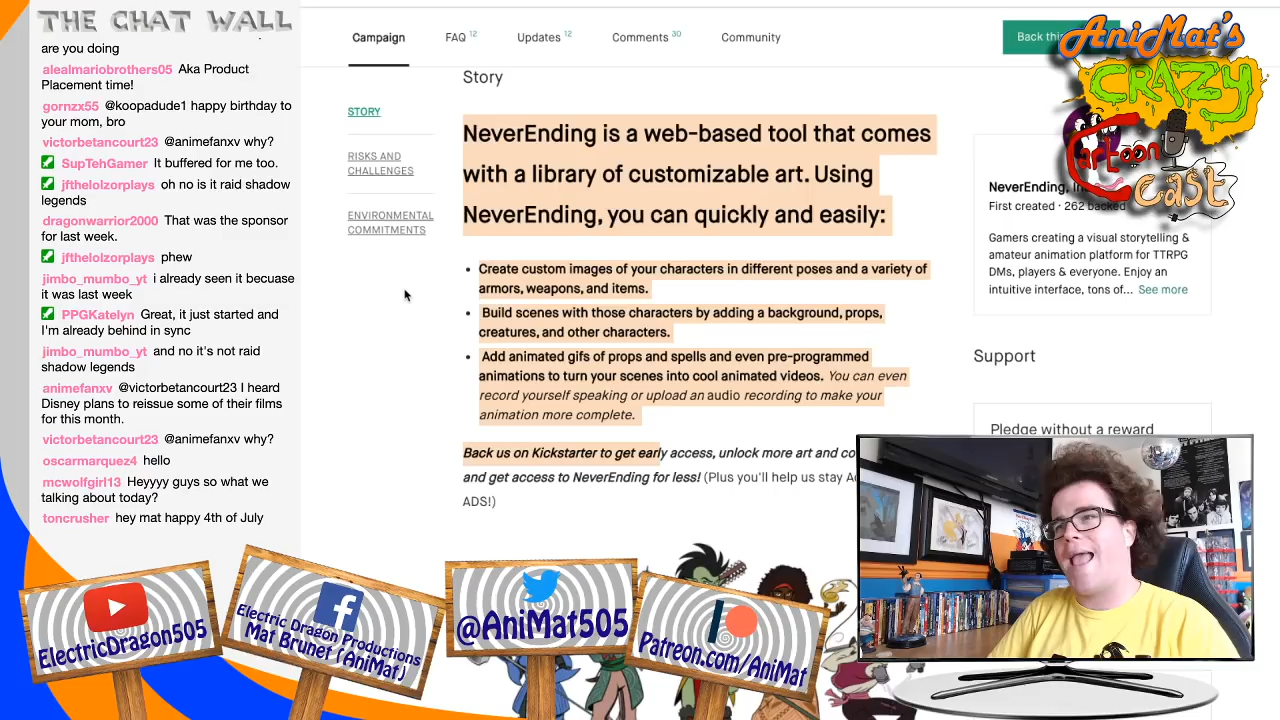 THE CHAT WALL
are you doing
alealmariobrothers05 Aka Product
Placement time!
gornzx55 @koopadude1 happy birthday to
your mom, bro
victorbetancourt23 @animefanxv why?
SupTehGamer It buffered for me too.
jfthelolzorplays oh no is it raid shadow
legends
dragonwarrior2000 That was the sponsor
for last week.
jfthelolzorplays phew
jimbo_mumbo_yt i already seen it becuase
it was last week
PPGKatelyn Great, it just started and
I'm already behind in sync
jimbo_mumbo_yt and no it's not raid
shadow legends
animefanxv @victorbetancourt23 I heard
Disney plans to reissue some of their films
for this month.
victorbetancourt23 @animefanxv why?
oscarmarquez4 hello
mcwolfgirl13 Heyyyy guys so what we
talking about today?
toncrusher hey mat happy 4th of July
Campaign FAQ 12 Updates 12 Comments 30 Community
Back
AniMat's
CRAZY
Cartoon
Cast
STORY
RISKS AND
CHALLENGES
ENVIRONMENTAL
COMMITMENTS
Story
NeverEnding is a web-based tool that comes
with a library of customizable art. Using
NeverEnding, you can quickly and easily:
• Create custom images of your characters in different poses and a variety of
armors, weapons, and items.
• Build scenes with those characters by adding a background, props,
creatures, and other characters.
• Add animated gifs of props and spells and even pre-programmed
animations to turn your scenes into cool animated videos. You can even
record yourself speaking or upload an audio recording to make your
animation more complete.
Back us on Kickstarter to get early access, unlock more art and
and get access to NeverEnding for less! (Plus you'll help us stay
ADS!)
NeverEnding,
First created · 262 backed
Gamers creating a visual storytelling &
amateur animation platform for TTRPG
DMs, players & everyone. Enjoy an
intuitive interface, tons of... See more
Support
Pledge without a reward
ElectricDragon505
Electric Dragon Productions
Mat Brunet (AniMat)
@AniMat505
Patreon.com/AniMat